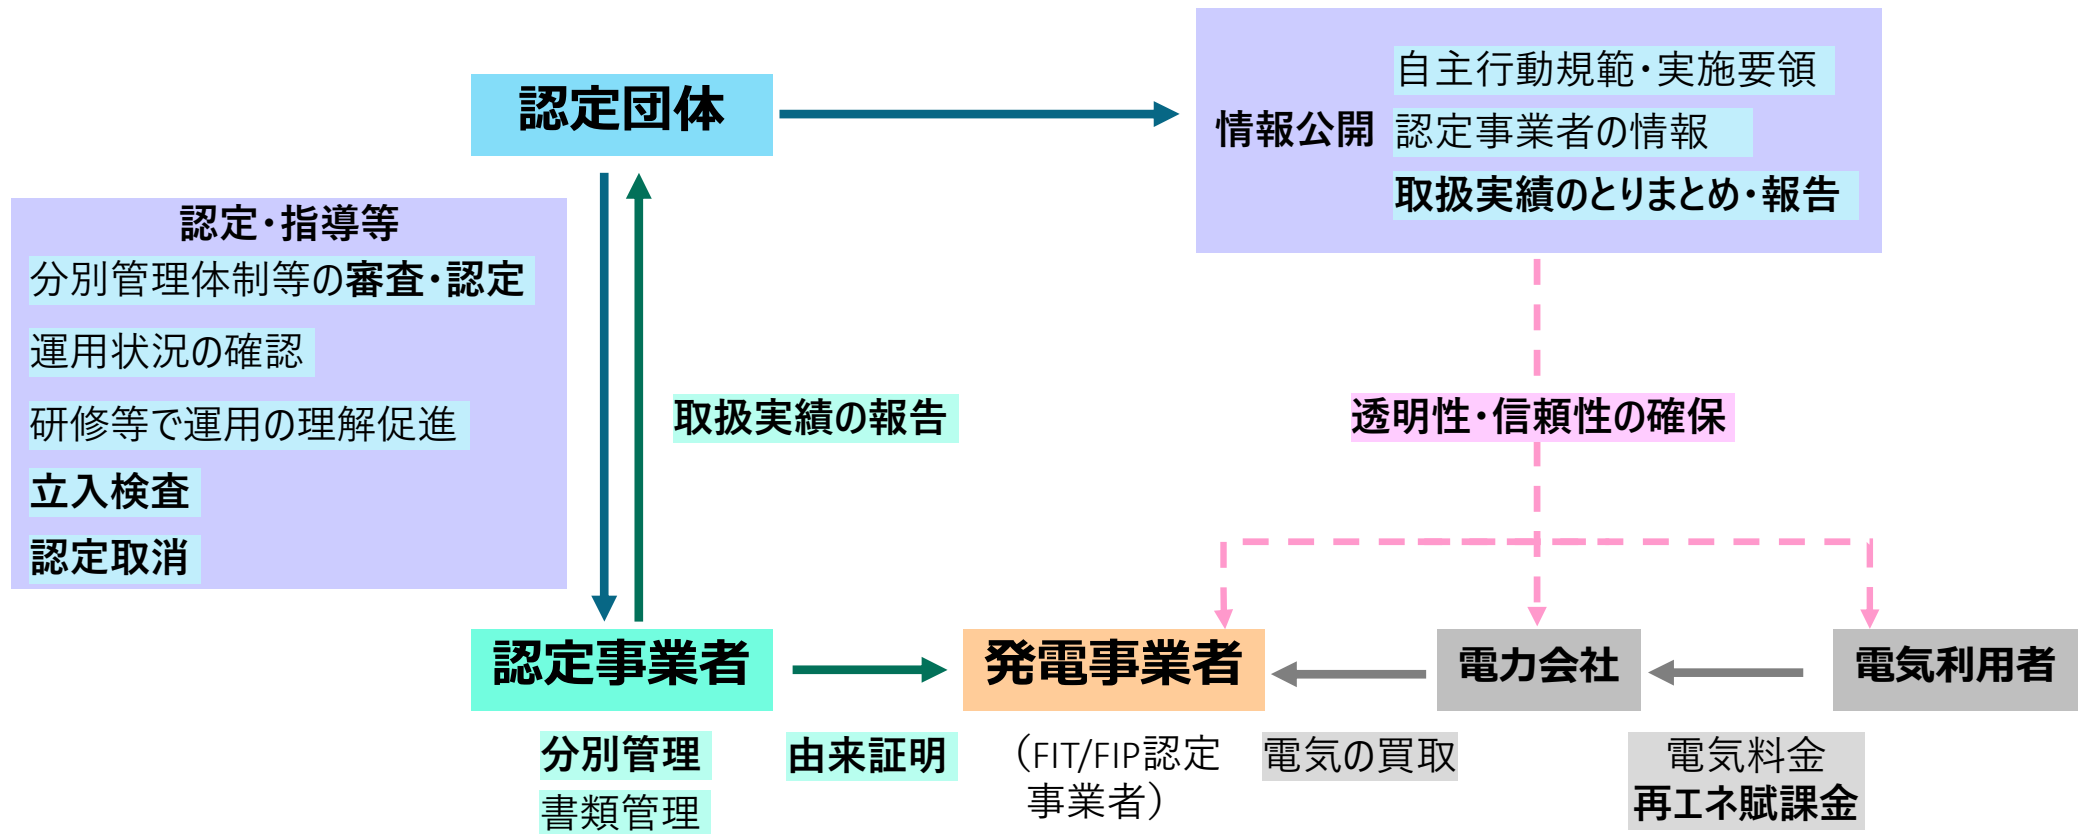 認定団体
情報公開
自主行動規範・実施要領
認定事業者の情報
取扱実績のとりまとめ・報告
認定・指導等
分別管理体制等の審査・認定
運用状況の確認
研修等で運用の理解促進
立入検査
認定取消
取扱実績の報告
透明性・信頼性の確保
認定事業者
発電事業者
電力会社
電気利用者
分別管理
書類管理
由来証明
（FIT/FIP認定
事業者）
電気の買取
電気料金
再エネ賦課金